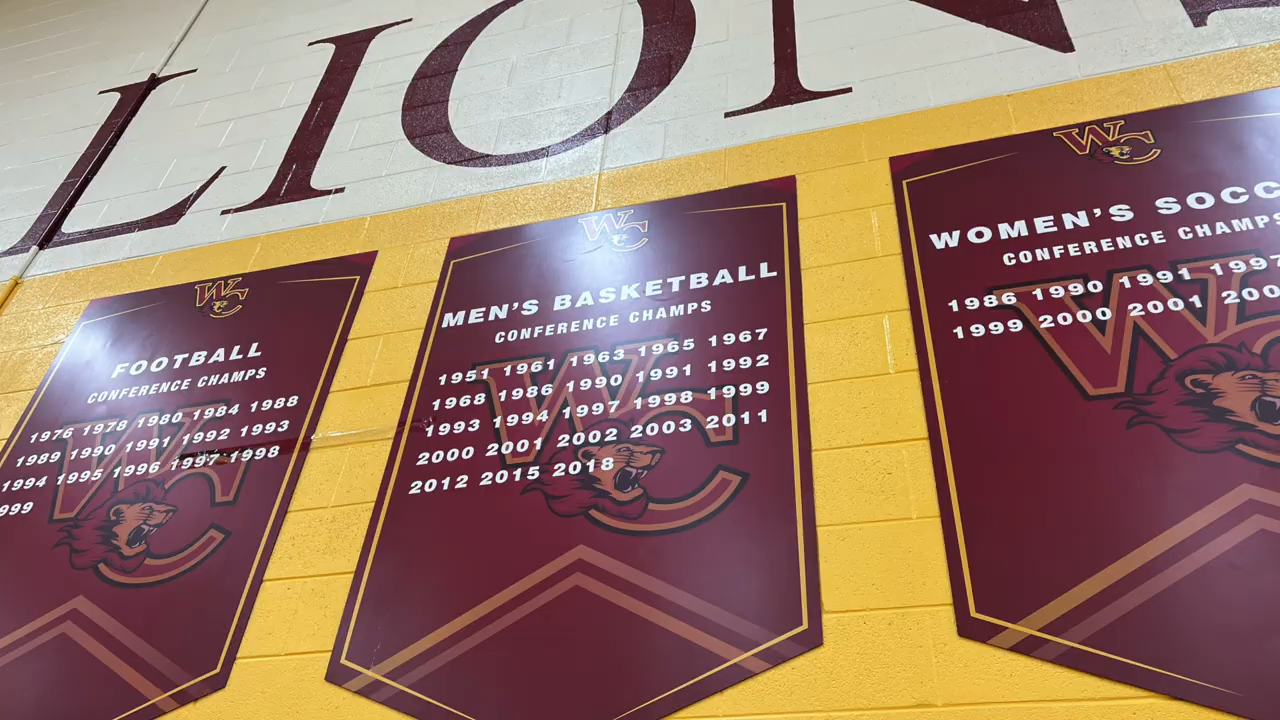 LION
WC
FOOTBALL
CONFERENCE CHAMPS
1976 1978 1980 1984 1988
1989 1990 1991 1992 1993
1994 1995 1996 1997 1998
999
WC
WC
MEN'S BASKETBALL
CONFERENCE CHAMPS
1951 1961 1963 1965 1967
1968 1986 1990 1991 1992
1993 1994 1997 1998 1999
2000 2001 2002 2003 2011
2012 2015 2018
WC
WC
WOMEN'S SOCC
CONFERENCE CHAMPS
1986 1990 1991 1997
1999 2000 2001 200
WC